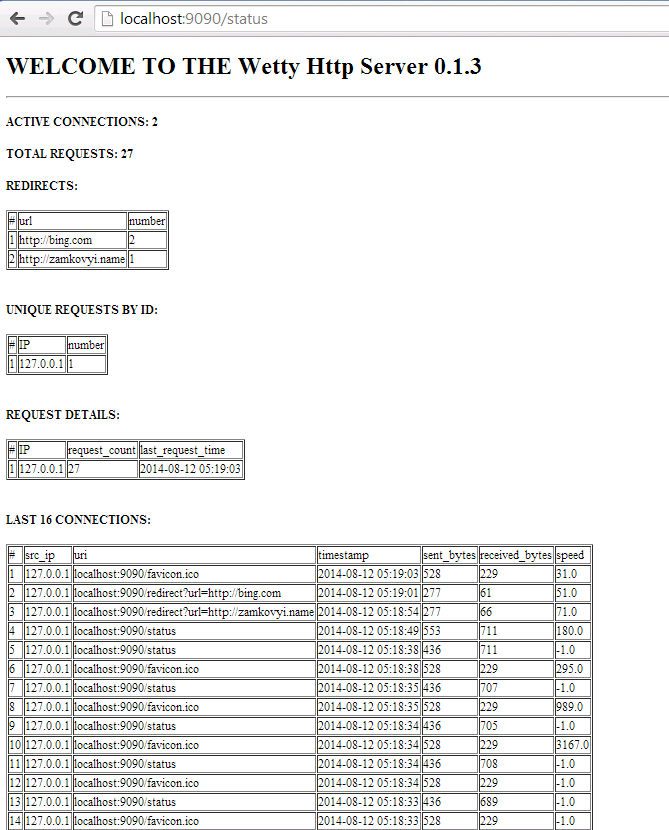 localhost:9090/status
WELCOME TO THE Wetty Http Server 0.1.3
ACTIVE CONNECTIONS: 2
TOTAL REQUESTS: 27
REDIRECTS:
# url number
1 http://bing.com 2
2 http://zamkovyi.name 1
UNIQUE REQUESTS BY ID:
# IP number
1 127.0.0.1 1
REQUEST DETAILS:
# IP request_count last_request_time
1 127.0.0.1 27 2014-08-12 05:19:03
LAST 16 CONNECTIONS:
# src_ip uri timestamp sent_bytes received_bytes speed
1 127.0.0.1 localhost:9090/favicon.ico 2014-08-12 05:19:03 528 229 31.0
2 127.0.0.1 localhost:9090/redirect?url=http://bing.com 2014-08-12 05:19:01 277 61 51.0
3 127.0.0.1 localhost:9090/redirect?url=http://zamkovyi.name 2014-08-12 05:18:54 277 66 71.0
4 127.0.0.1 localhost:9090/status 2014-08-12 05:18:49 553 711 180.0
5 127.0.0.1 localhost:9090/status 2014-08-12 05:18:38 436 711 -1.0
6 127.0.0.1 localhost:9090/favicon.ico 2014-08-12 05:18:38 528 229 295.0
7 127.0.0.1 localhost:9090/status 2014-08-12 05:18:35 436 707 -1.0
8 127.0.0.1 localhost:9090/favicon.ico 2014-08-12 05:18:35 528 229 989.0
9 127.0.0.1 localhost:9090/status 2014-08-12 05:18:34 436 705 -1.0
10 127.0.0.1 localhost:9090/favicon.ico 2014-08-12 05:18:34 528 229 3167.0
11 127.0.0.1 localhost:9090/status 2014-08-12 05:18:34 436 708 -1.0
12 127.0.0.1 localhost:9090/favicon.ico 2014-08-12 05:18:34 528 229 -1.0
13 127.0.0.1 localhost:9090/status 2014-08-12 05:18:33 436 689 -1.0
14 127.0.0.1 localhost:9090/favicon.ico 2014-08-12 05:18:33 528 229 -1.0